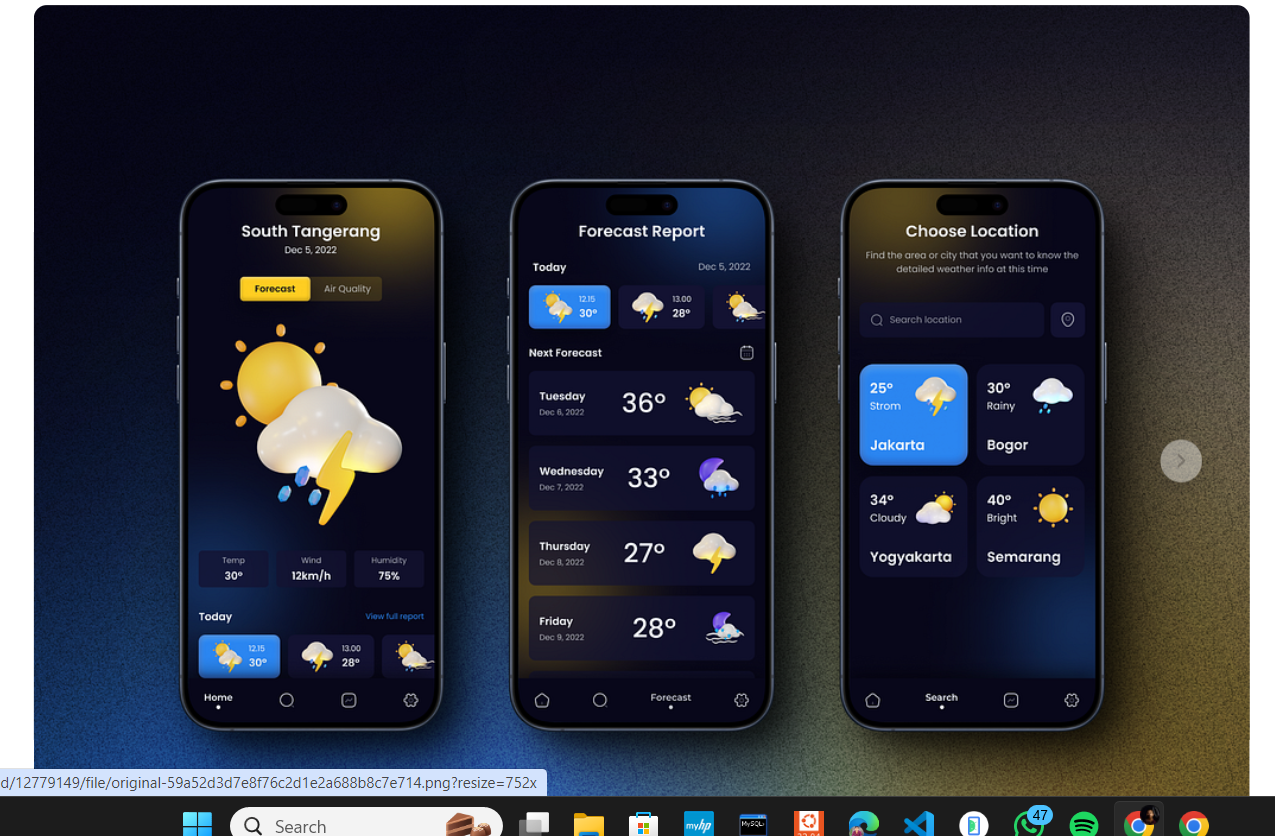 South Tangerang
Dec 5, 2022
Forecast
Air Quality
Temp
30°
Wind
12km/h
Humidity
75%
Today
View full report
12.15
30°
13.00
28°
Home
Forecast Report
Today
Dec 5, 2022
12.15
30°
13.00
28°
Next Forecast
Tuesday
Dec 6, 2022
36°
Wednesday
Dec 7, 2022
33°
Thursday
Dec 8, 2022
27°
Friday
Dec 9, 2022
28°
Forecast
Choose Location
Find the area or city that you want to know the
detailed weather info at this time
Search location
25°
Strom
Jakarta
30°
Rainy
Bogor
34°
Cloudy
Yogyakarta
40°
Bright
Semarang
Search
d/12779149/file/original-59a52d3d7e8f76c2d1e2a688b8c7e714.png?resize=752x
Search
myhp
MySQL
47